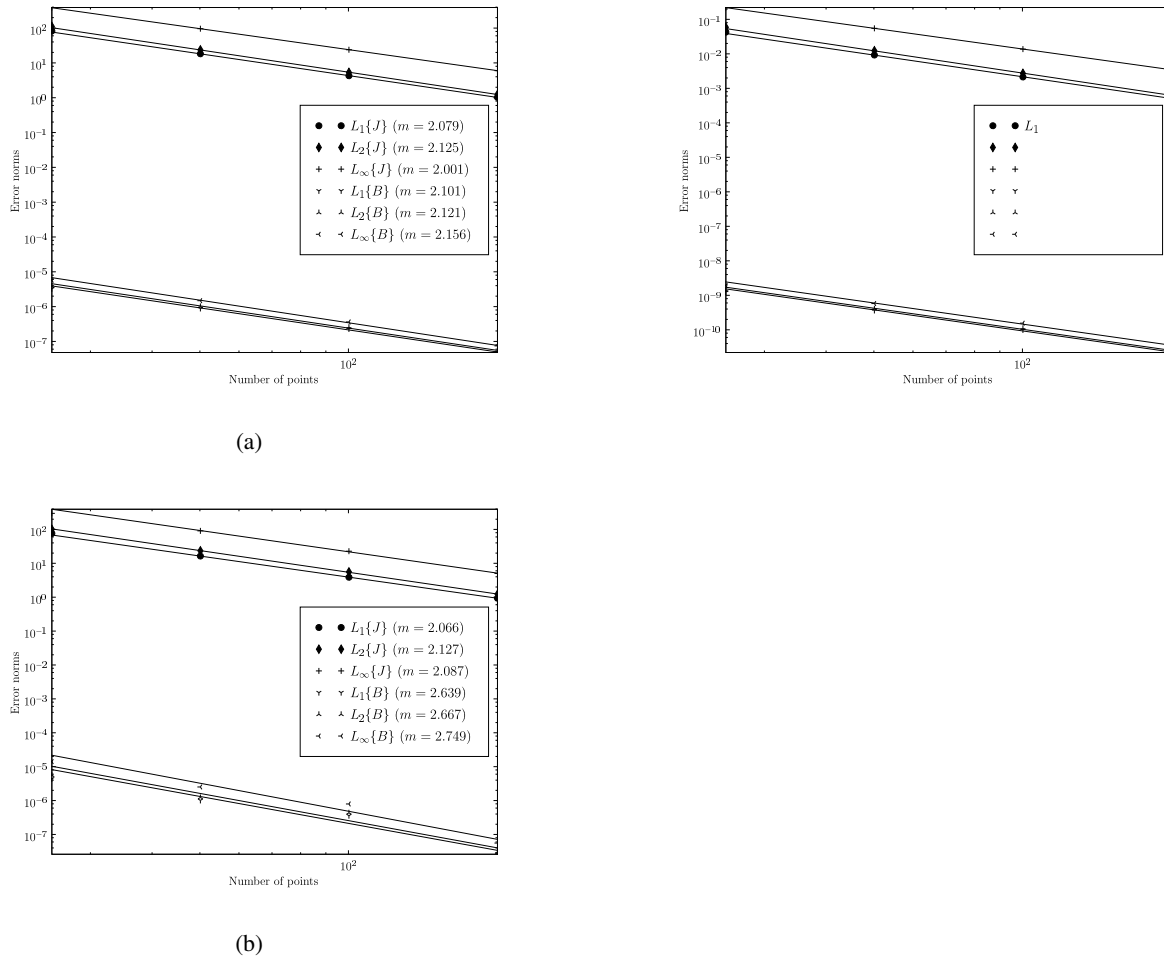 Error norms
10^2
10^1
10^0
10^{-1}
10^{-2}
10^{-3}
10^{-4}
10^{-5}
10^{-6}
10^{-7}
L_1{J} (m = 2.079)
L_2{J} (m = 2.125)
L_∞{J} (m = 2.001)
L_1{B} (m = 2.101)
L_2{B} (m = 2.121)
L_∞{B} (m = 2.156)
10^2
Number of points
(a)
Error norms
10^{-1}
10^{-2}
10^{-3}
10^{-4}
10^{-5}
10^{-6}
10^{-7}
10^{-8}
10^{-9}
10^{-10}
L_1
10^2
Number of points
Error norms
10^2
10^1
10^0
10^{-1}
10^{-2}
10^{-3}
10^{-4}
10^{-5}
10^{-6}
10^{-7}
L_1{J} (m = 2.066)
L_2{J} (m = 2.127)
L_∞{J} (m = 2.087)
L_1{B} (m = 2.639)
L_2{B} (m = 2.667)
L_∞{B} (m = 2.749)
10^2
Number of points
(b)